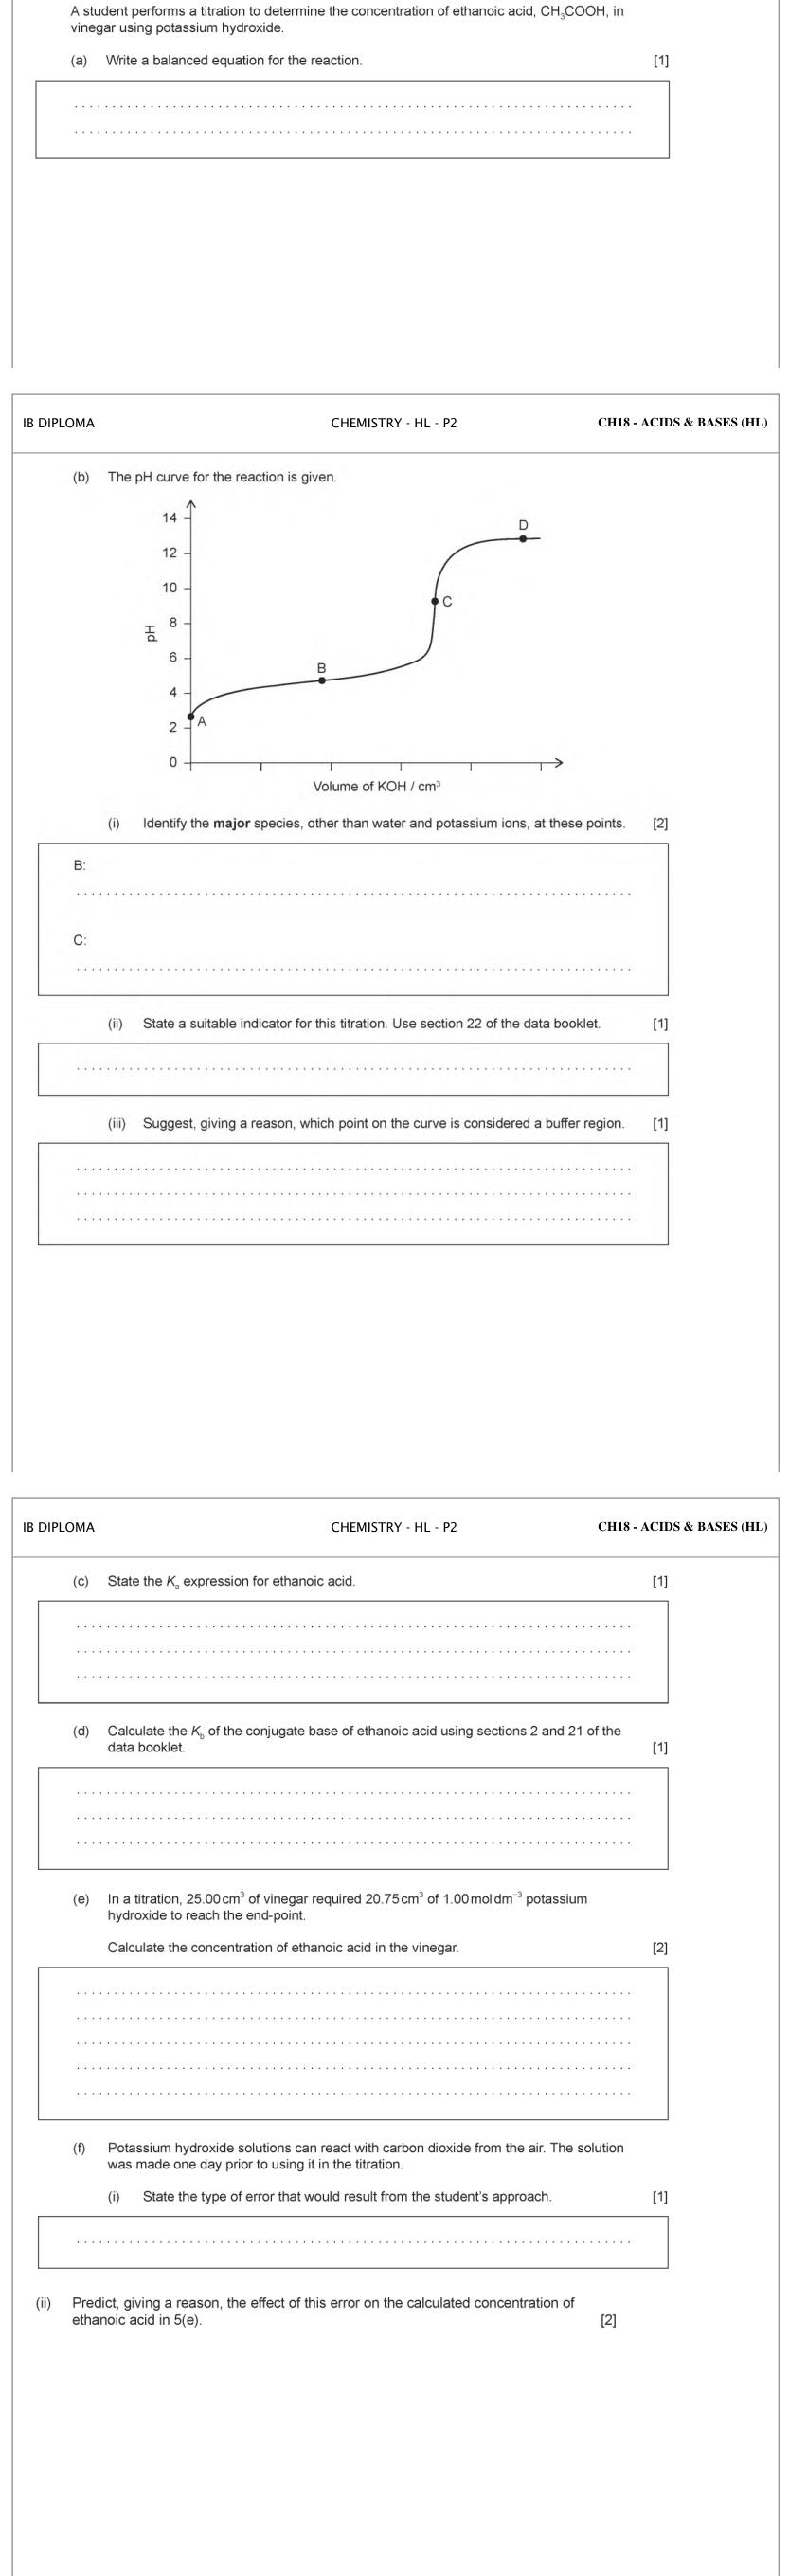 A student performs a titration to determine the concentration of ethanoic acid, CH₃COOH, in
vinegar using potassium hydroxide.
(a) Write a balanced equation for the reaction. [1]
IB DIPLOMA CHEMISTRY - HL - P2 CH18 - ACIDS & BASES (HL)
(b) The pH curve for the reaction is given.
14
12
10
8
6
4
2
0
pH
A
B
C
D
Volume of KOH / cm³
(i) Identify the major species, other than water and potassium ions, at these points. [2]
B:
C:
(ii) State a suitable indicator for this titration. Use section 22 of the data booklet. [1]
(iii) Suggest, giving a reason, which point on the curve is considered a buffer region. [1]
IB DIPLOMA CHEMISTRY - HL - P2 CH18 - ACIDS & BASES (HL)
(c) State the Kₐ expression for ethanoic acid. [1]
(d) Calculate the K_b of the conjugate base of ethanoic acid using sections 2 and 21 of the
data booklet. [1]
(e) In a titration, 25.00 cm³ of vinegar required 20.75 cm³ of 1.00 mol dm⁻³ potassium
hydroxide to reach the end-point.
Calculate the concentration of ethanoic acid in the vinegar. [2]
(f) Potassium hydroxide solutions can react with carbon dioxide from the air. The solution
was made one day prior to using it in the titration.
(i) State the type of error that would result from the student's approach. [1]
(ii) Predict, giving a reason, the effect of this error on the calculated concentration of
ethanoic acid in 5(e). [2]